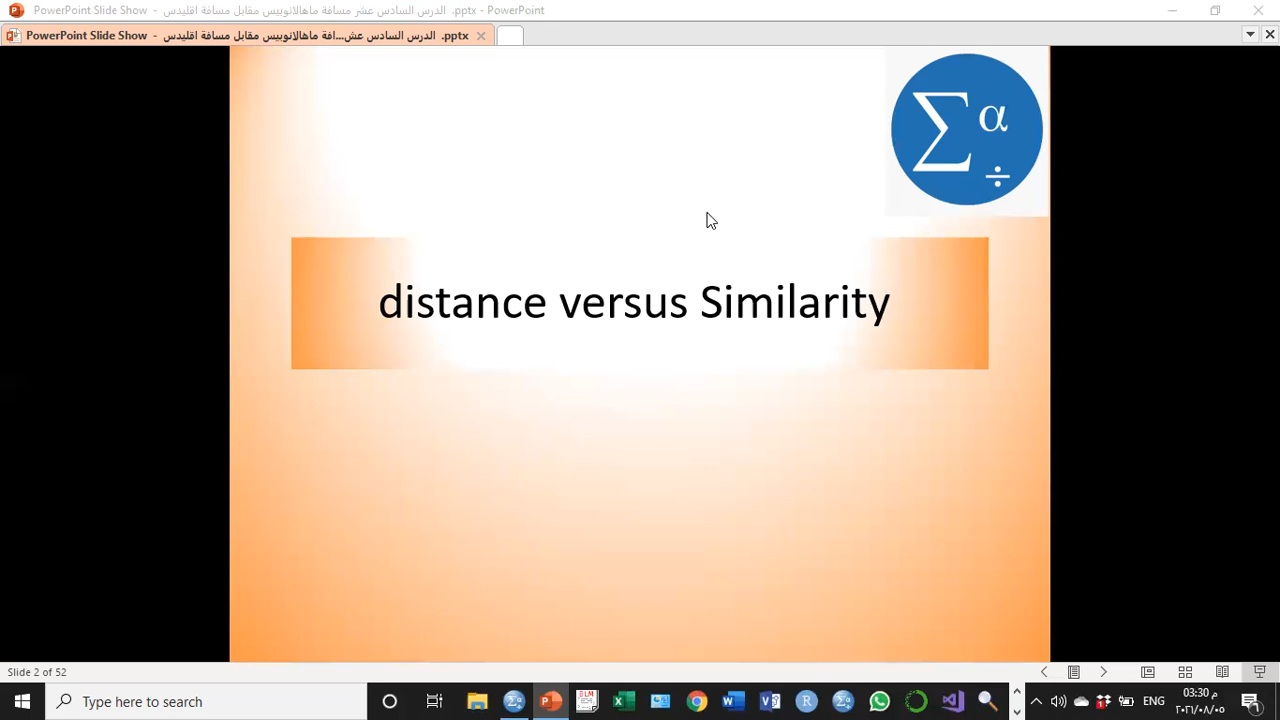 PowerPoint Slide Show - الدرس السادس عشر مسافة ماهالانوبيس مقابل مسافة اقليدس .pptx - PowerPoint
PowerPoint Slide Show - الدرس السادس عش...افة ماهالانوبيس مقابل مسافة اقليدس .pptx
Σ α ÷
distance versus Similarity
Slide 2 of 52
Type here to search
ENG
03:30 م
٢٠٢١/٠٨/٠٥